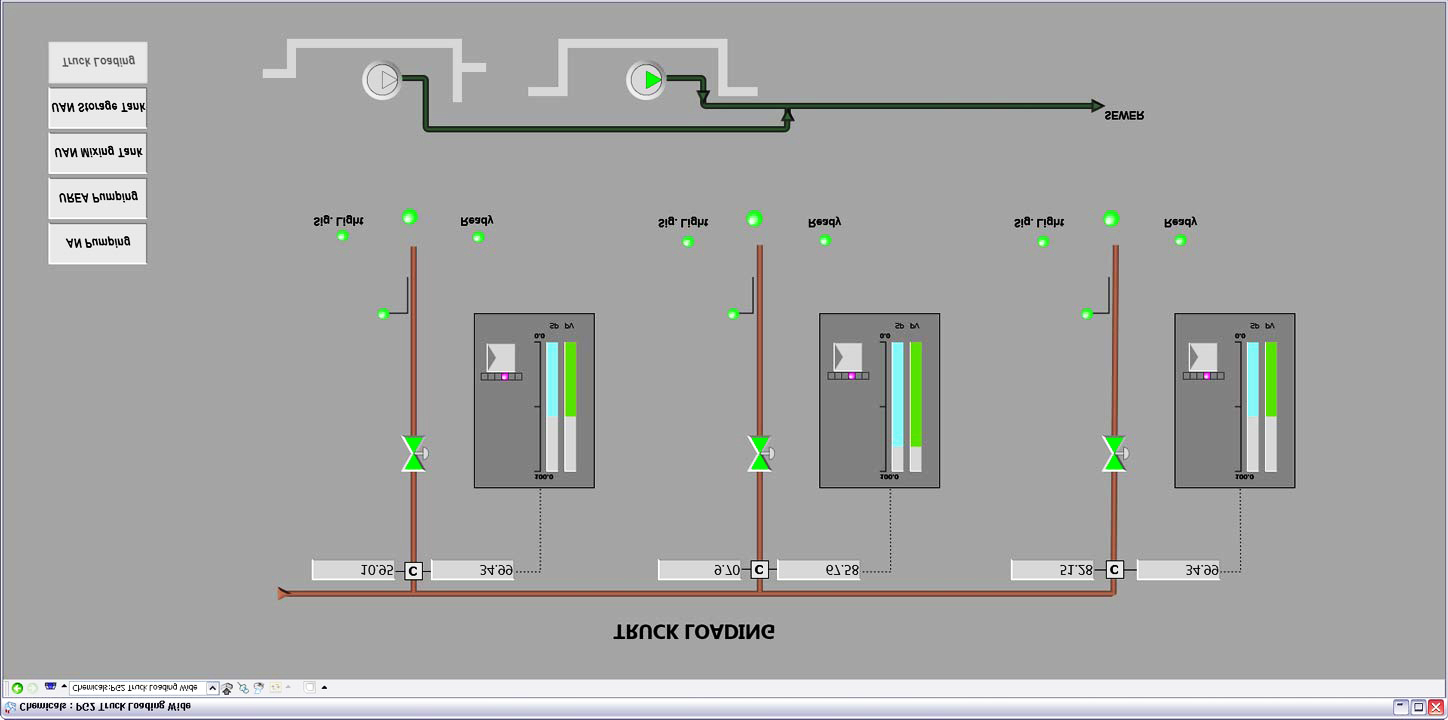 Chemicals : PG2 Truck Loading Wide
Chemicals:PG2 Truck Loading Wide
TRUCK LOADING
10.95 C 34.99
9.70 C 67.58
51.28 C 34.99
100.0
100.0
100.0
0.0 SP PV
0.0 SP PV
0.0 SP PV
Sig. Light Ready
Sig. Light Ready
Sig. Light Ready
AN Pumping
UREA Pumping
UAN Mixing Tank
UAN Storage Tank
Truck Loading
SEWER